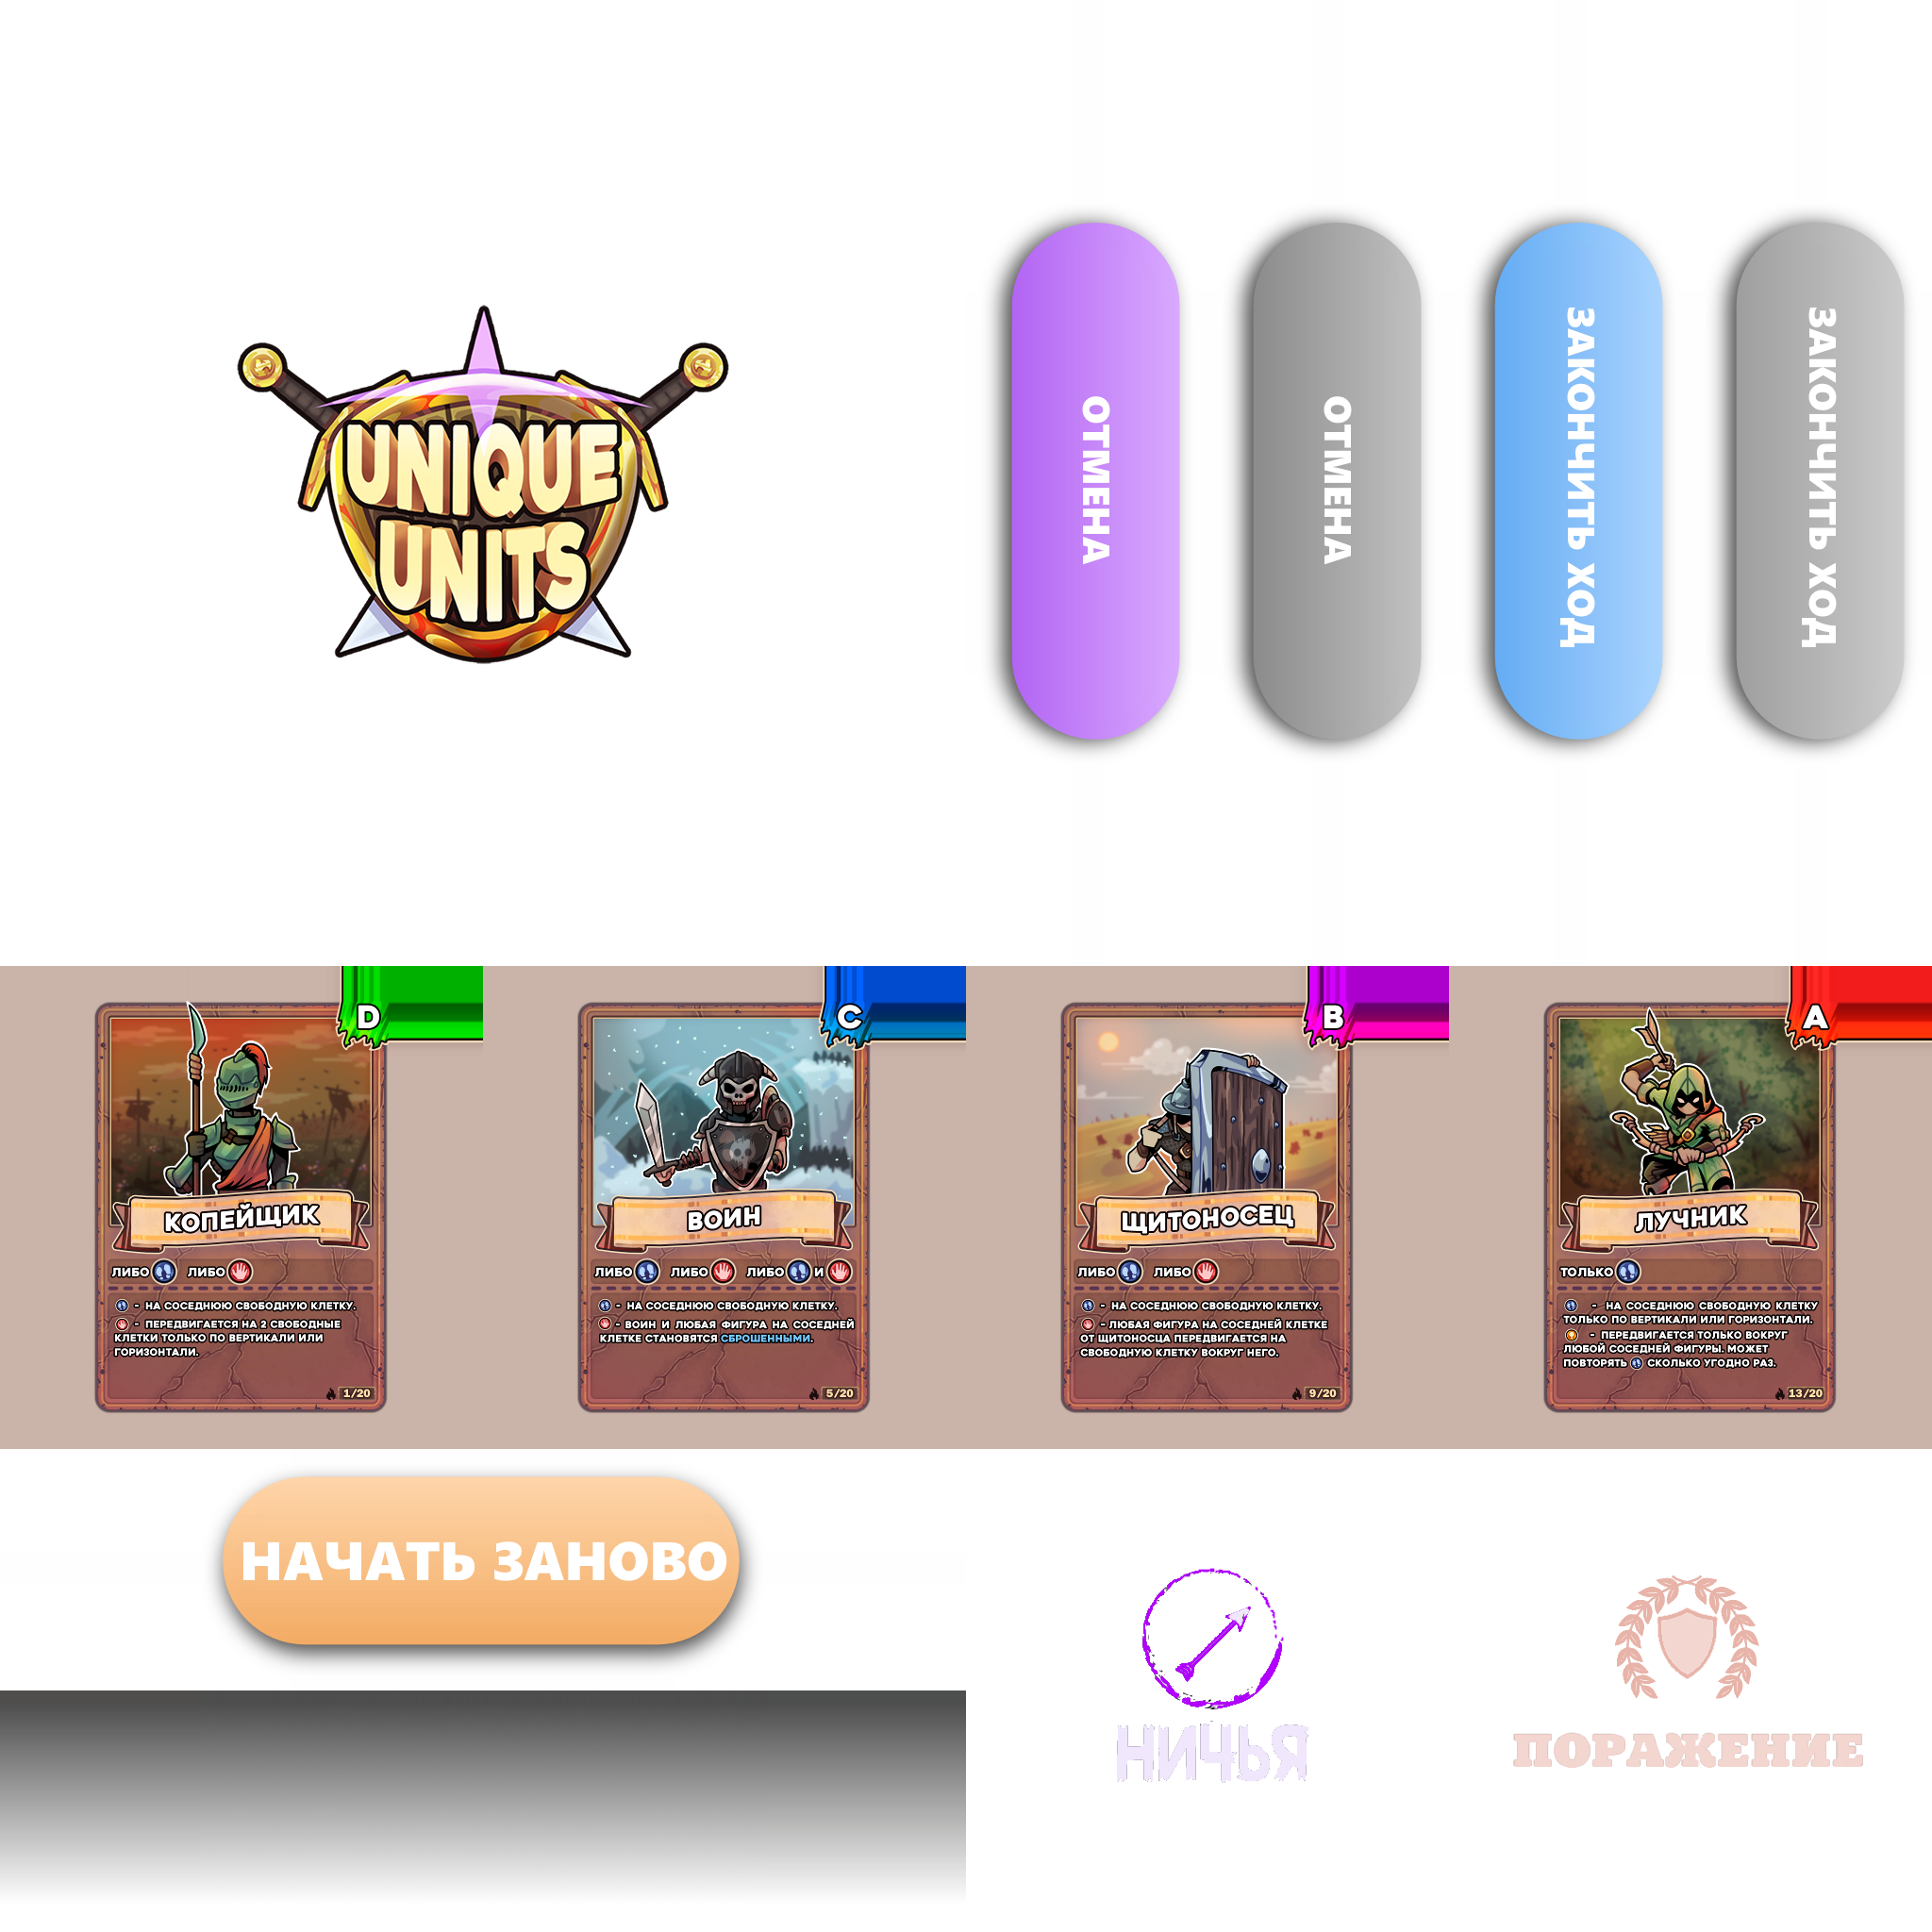 UNIQUE
UNITS
ОТМЕНА
ОТМЕНА
ЗАКОНЧИТЬ ХОД
ЗАКОНЧИТЬ ХОД
D
КОПЕЙЩИК
ЛИБО ЛИБО
- НА СОСЕДНЮЮ СВОБОДНУЮ КЛЕТКУ.
- ПЕРЕДВИГАЕТСЯ НА 2 СВОБОДНЫЕ
КЛЕТКИ ТОЛЬКО ПО ВЕРТИКАЛИ ИЛИ
ГОРИЗОНТАЛИ.
1/20
C
ВОИН
ЛИБО ЛИБО ЛИБО И
- НА СОСЕДНЮЮ СВОБОДНУЮ КЛЕТКУ.
- ВОИН И ЛЮБАЯ ФИГУРА НА СОСЕДНЕЙ
КЛЕТКЕ СТАНОВЯТСЯ СБРОШЕННЫМИ.
5/20
B
ЩИТОНОСЕЦ
ЛИБО ЛИБО
- НА СОСЕДНЮЮ СВОБОДНУЮ КЛЕТКУ.
- ЛЮБАЯ ФИГУРА НА СОСЕДНЕЙ КЛЕТКЕ
ОТ ЩИТОНОСЦА ПЕРЕДВИГАЕТСЯ НА
СВОБОДНУЮ КЛЕТКУ ВОКРУГ НЕГО.
9/20
A
ЛУЧНИК
ТОЛЬКО
- НА СОСЕДНЮЮ СВОБОДНУЮ КЛЕТКУ
ТОЛЬКО ПО ВЕРТИКАЛИ ИЛИ ГОРИЗОНТАЛИ.
- ПЕРЕДВИГАЕТСЯ ТОЛЬКО ВОКРУГ
ЛЮБОЙ СОСЕДНЕЙ ФИГУРЫ. МОЖЕТ
ПОВТОРЯТЬ СКОЛЬКО УГОДНО РАЗ.
13/20
НАЧАТЬ ЗАНОВО
НИЧЬЯ
ПОРАЖЕНИЕ